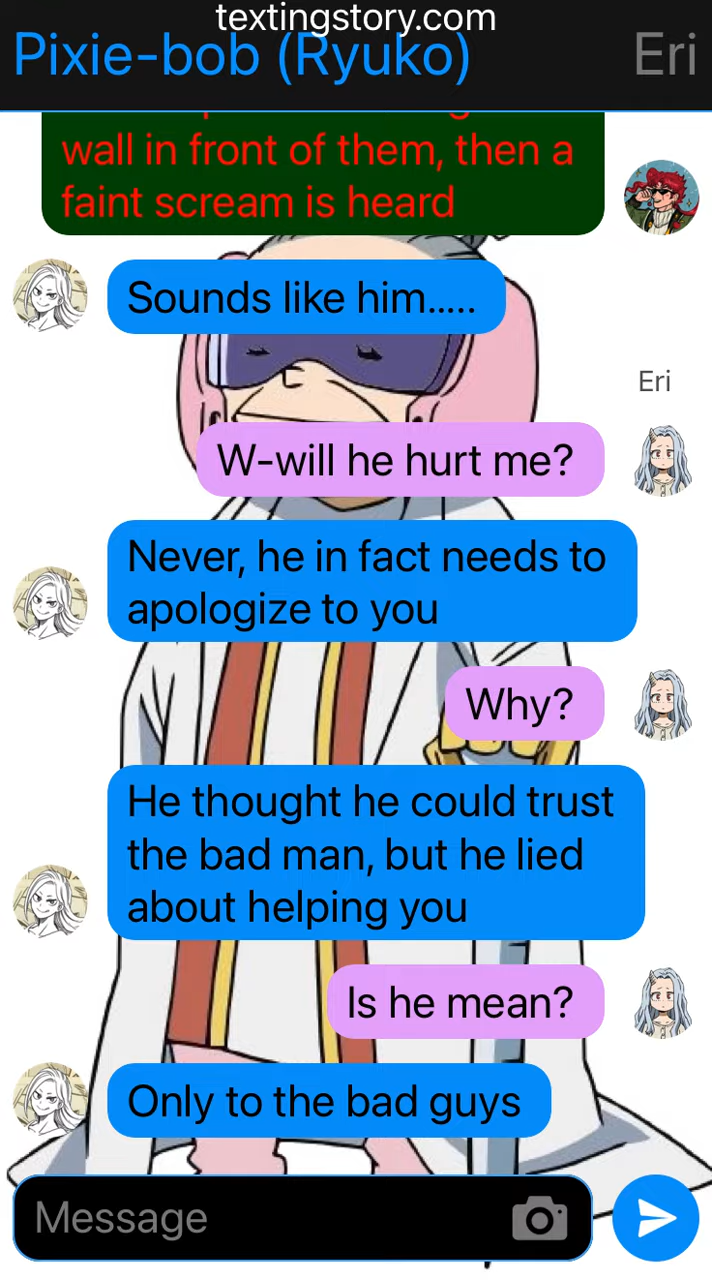 textingstory.com
Pixie-bob (Ryuko)
Eri
wall in front of them, then a
faint scream is heard
Sounds like him.....
Eri
W-will he hurt me?
Never, he in fact needs to
apologize to you
Why?
He thought he could trust
the bad man, but he lied
about helping you
Is he mean?
Only to the bad guys
Message